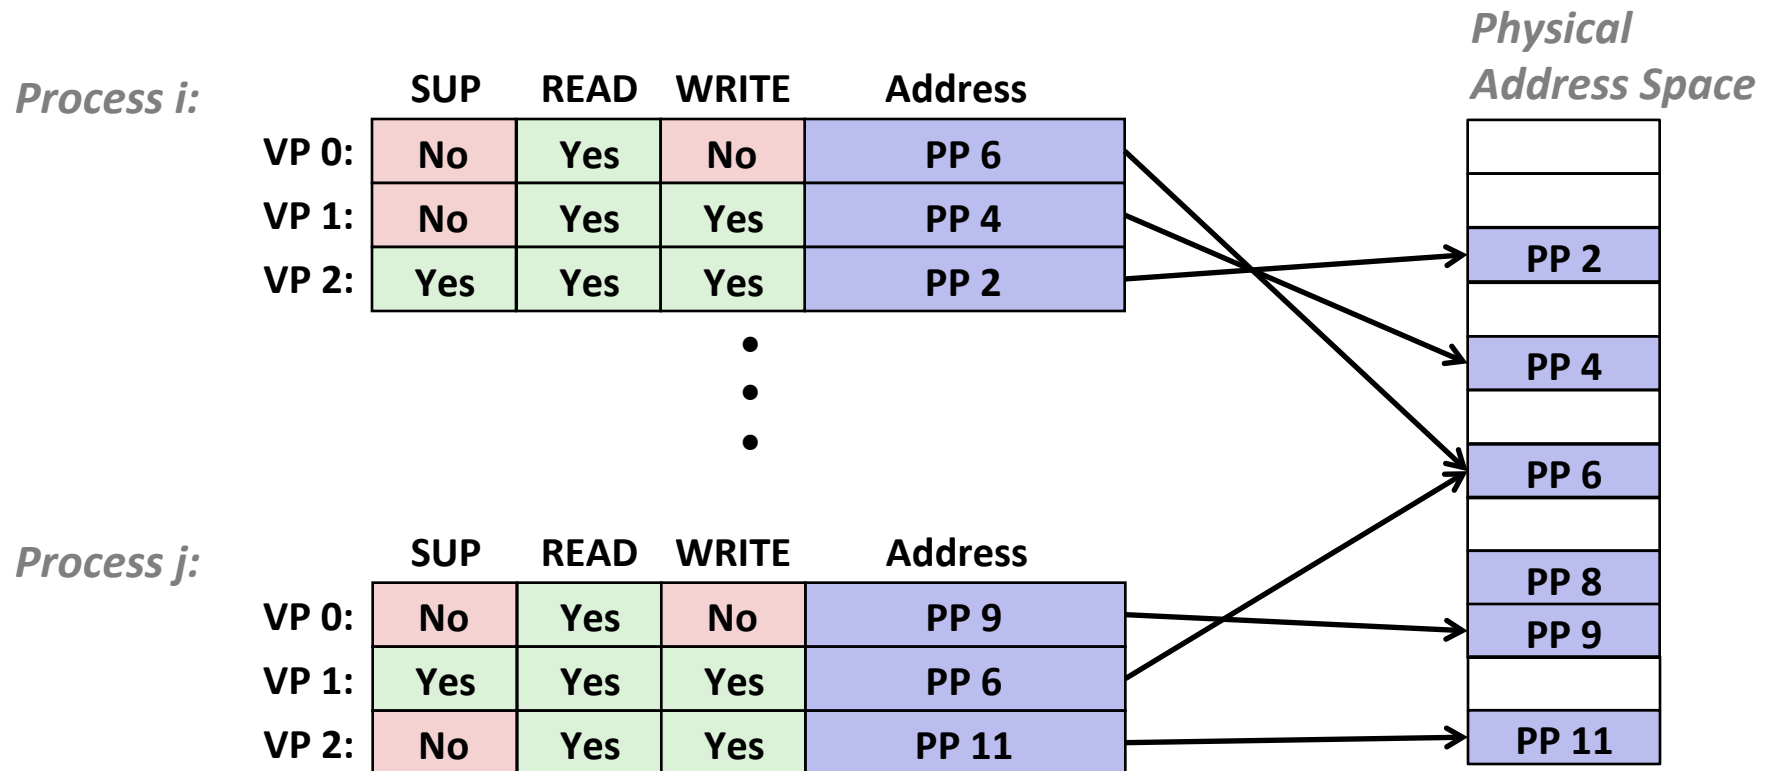 Physical
Address Space
Process i:
SUP READ WRITE Address
VP 0: No Yes No PP 6
VP 1: No Yes Yes PP 4
VP 2: Yes Yes Yes PP 2
PP 2
PP 4
PP 6
PP 8
PP 9
PP 11
Process j:
SUP READ WRITE Address
VP 0: No Yes No PP 9
VP 1: Yes Yes Yes PP 6
VP 2: No Yes Yes PP 11